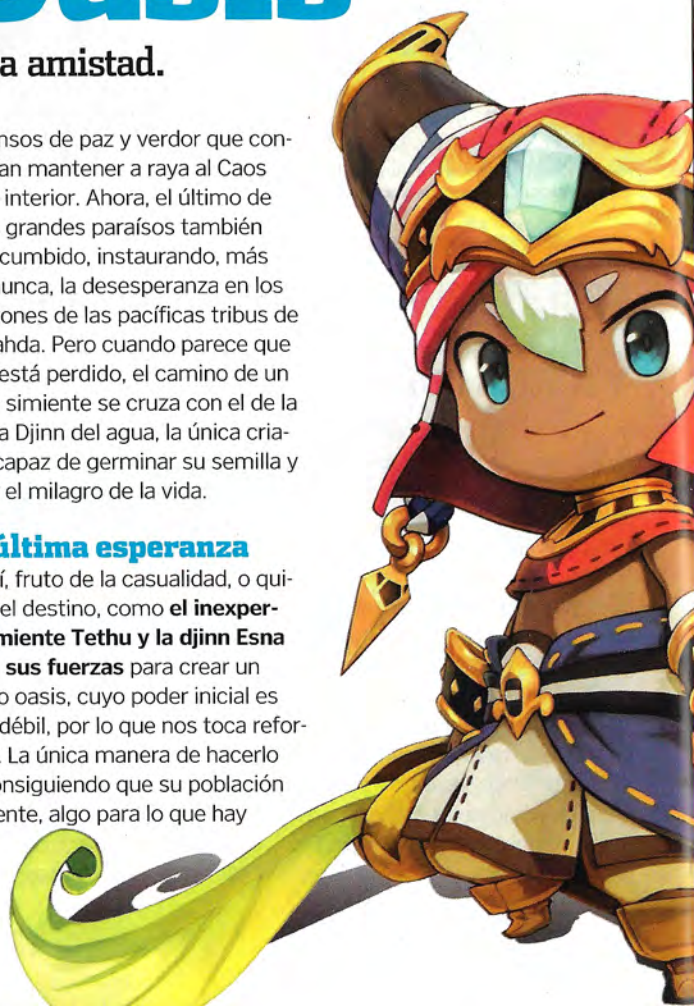 a amistad.
nsos de paz y verdor que con-
an mantener a raya al Caos
interior. Ahora, el último de
grandes paraísos también
cumbido, instaurando, más
unca, la desesperanza en los
ones de las pacíficas tribus de
ahda. Pero cuando parece que
está perdido, el camino de un
simiente se cruza con el de la
a Djinn del agua, la única cria-
capaz de germinar su semilla y
el milagro de la vida.
última esperanza
í, fruto de la casualidad, o qui-
el destino, como el inexper-
miente Tethu y la djinn Esna
sus fuerzas para crear un
o oasis, cuyo poder inicial es
débil, por lo que nos toca refor-
. La única manera de hacerlo
onsiguiendo que su población
ente, algo para lo que hay